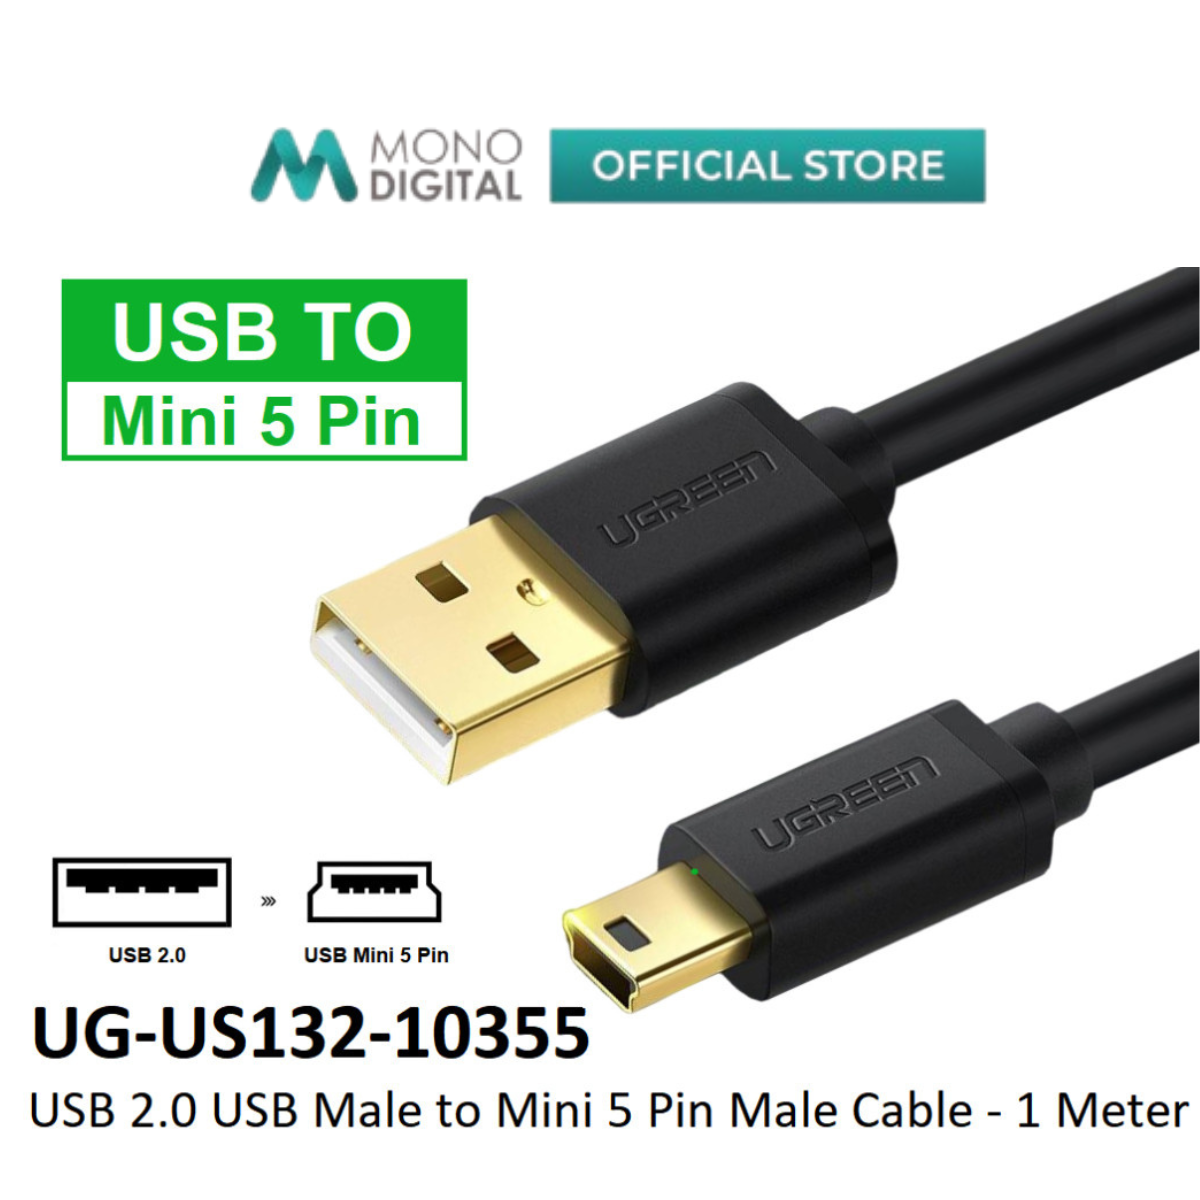 MONO
DIGITAL
OFFICIAL STORE
USB TO
Mini 5 Pin
UGREEN
UGREEN
USB 2.0
»»
USB Mini 5 Pin
UG-US132-10355
USB 2.0 USB Male to Mini 5 Pin Male Cable - 1 Meter